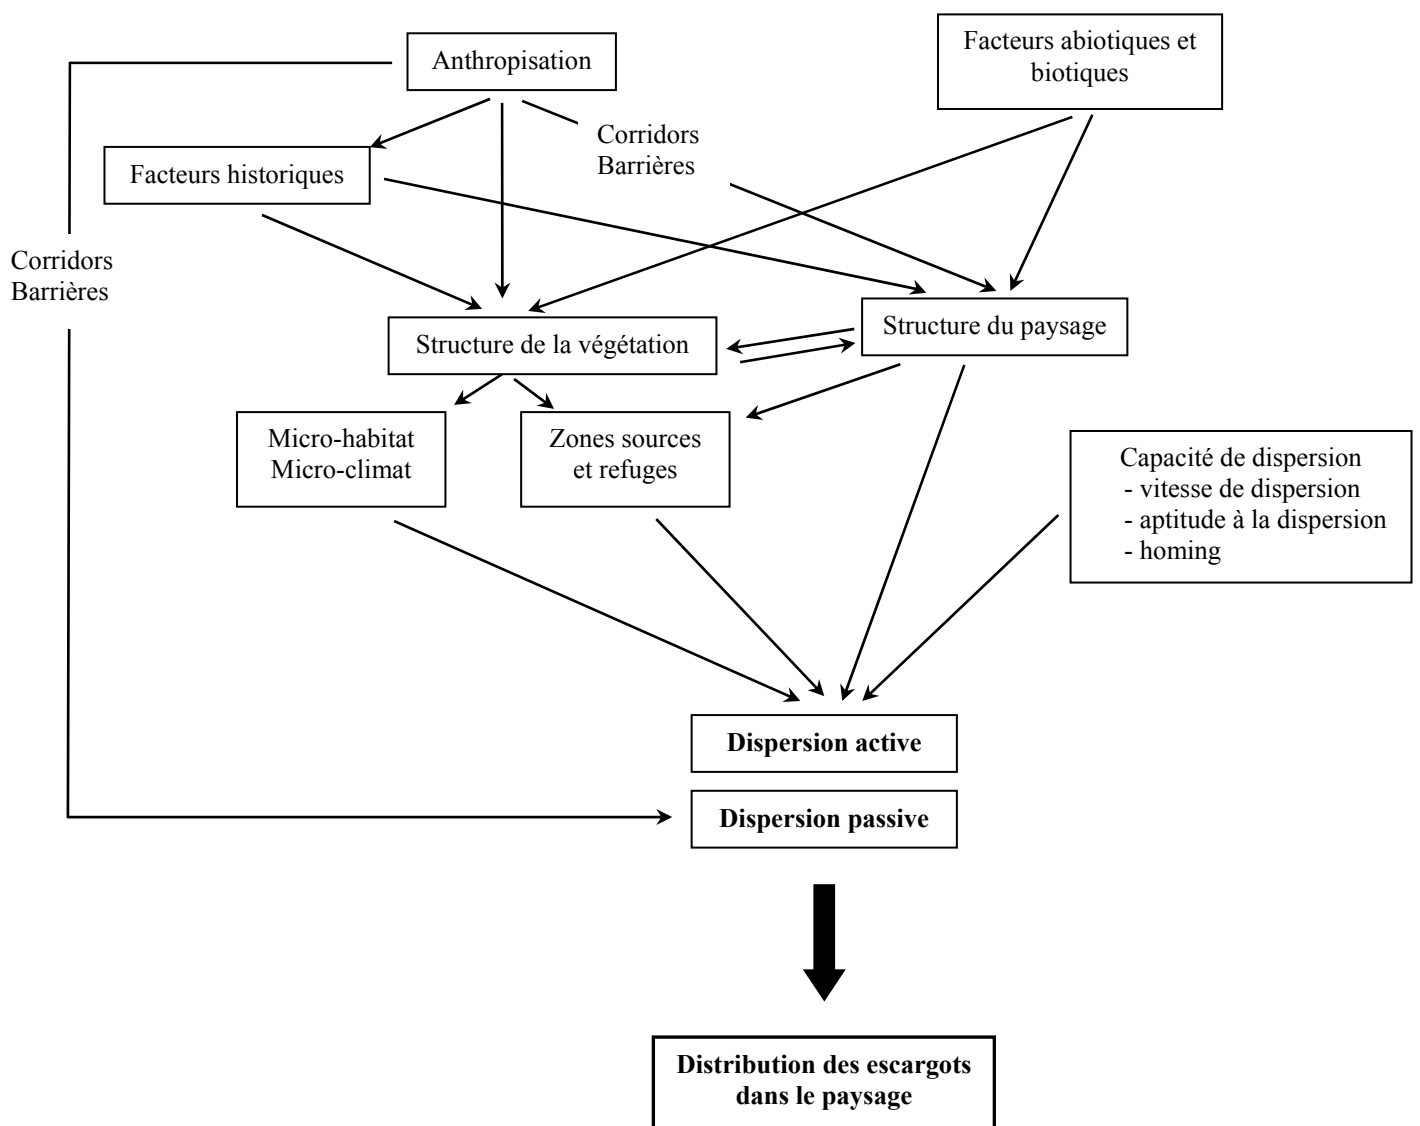 Anthropisation
Facteurs abiotiques et
biotiques
Corridors
Barrières
Facteurs historiques
Corridors
Barrières
Structure de la végétation
Structure du paysage
Micro-habitat
Micro-climat
Zones sources
et refuges
Capacité de dispersion
- vitesse de dispersion
- aptitude à la dispersion
- homing
Dispersion active
Dispersion passive
Distribution des escargots
dans le paysage